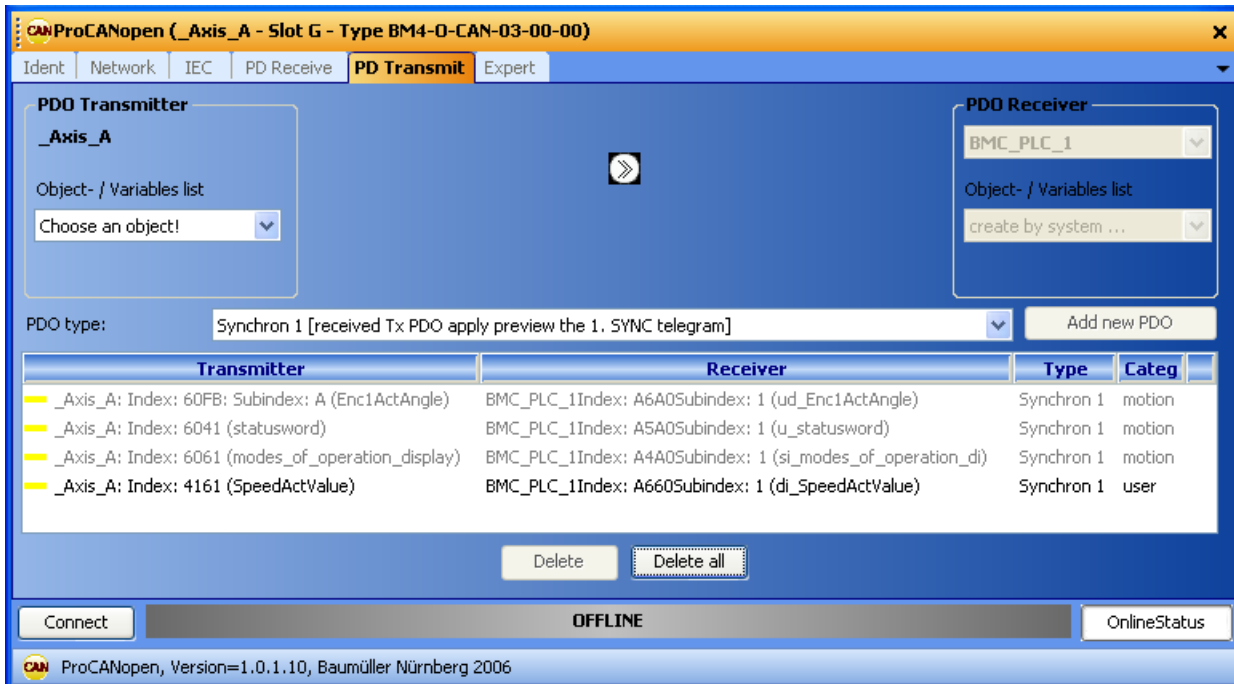 CAN ProCANopen (_Axis_A - Slot G - Type BM4-O-CAN-03-00-00)
Ident Network IEC PD Receive PD Transmit Expert
PDO Transmitter
_Axis_A
Object- / Variables list
Choose an object!
PDO Receiver
BMC_PLC_1
Object- / Variables list
create by system ...
PDO type: Synchron 1 [received Tx PDO apply preview the 1. SYNC telegram] Add new PDO
Transmitter Receiver Type Categ
_Axis_A: Index: 60FB: Subindex: A (Enc1ActAngle) BMC_PLC_1Index: A6A0Subindex: 1 (ud_Enc1ActAngle) Synchron 1 motion
_Axis_A: Index: 6041 (statusword) BMC_PLC_1Index: A5A0Subindex: 1 (u_statusword) Synchron 1 motion
_Axis_A: Index: 6061 (modes_of_operation_display) BMC_PLC_1Index: A4A0Subindex: 1 (si_modes_of_operation_di) Synchron 1 motion
_Axis_A: Index: 4161 (SpeedActValue) BMC_PLC_1Index: A660Subindex: 1 (di_SpeedActValue) Synchron 1 user
Delete Delete all
Connect OFFLINE OnlineStatus
CAN ProCANopen, Version=1.0.1.10, Baumüller Nürnberg 2006